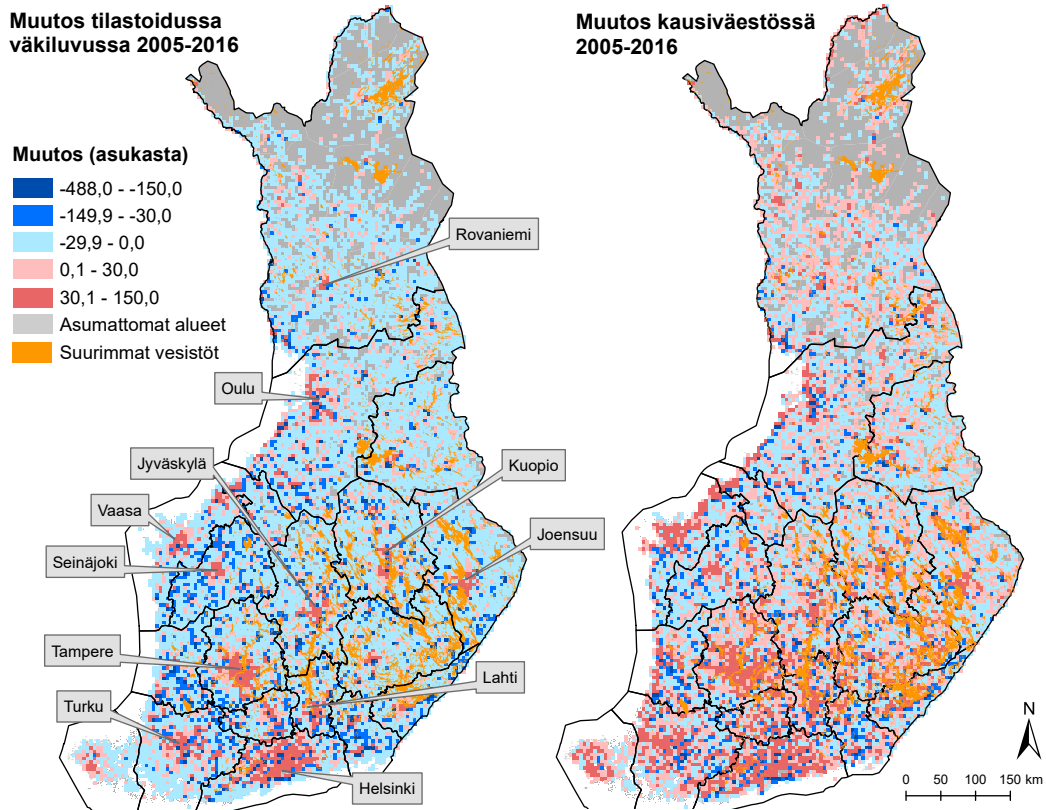 Muutos tilastoidussa
väkiluvussa 2005-2016
Muutos kausiväestössä
2005-2016
Muutos (asukasta)
-488,0 - -150,0
-149,9 - -30,0
-29,9 - 0,0
0,1 - 30,0
30,1 - 150,0
Asumattomat alueet
Suurimmat vesistöt
Rovaniemi
Oulu
Jyväskylä
Kuopio
Vaasa
Joensuu
Seinäjoki
Tampere
Lahti
Turku
Helsinki
N
0 50 100 150 km